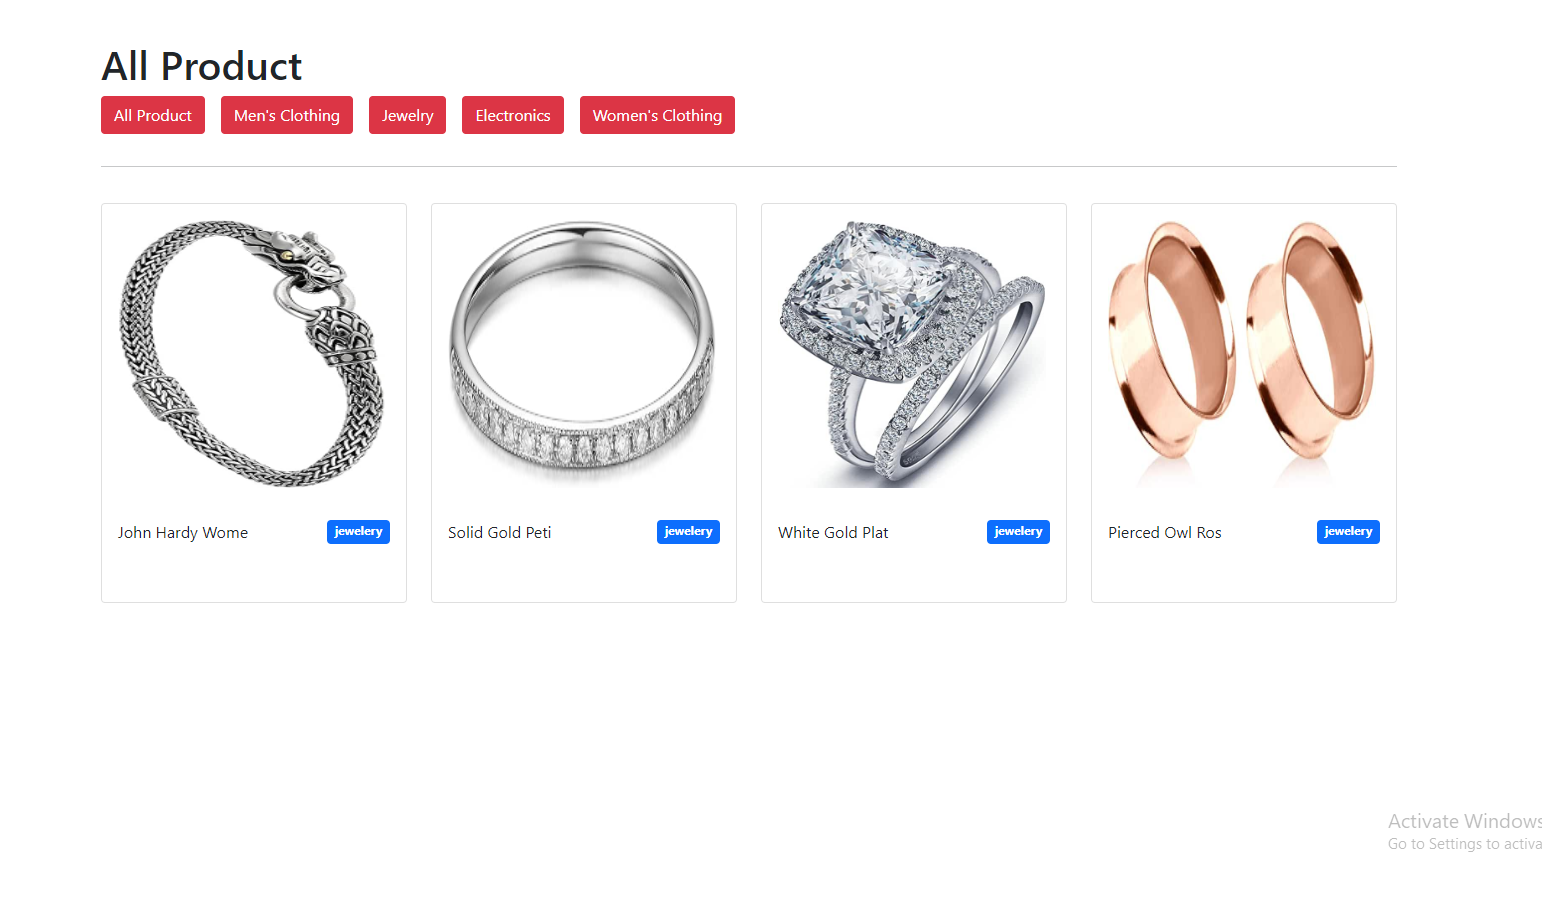 All Product
All Product Men's Clothing Jewelry Electronics Women's Clothing
John Hardy Wome jewelery Solid Gold Peti jewelery White Gold Plat jewelery Pierced Owl Ros jewelery
Activate Windows
Go to Settings to activa